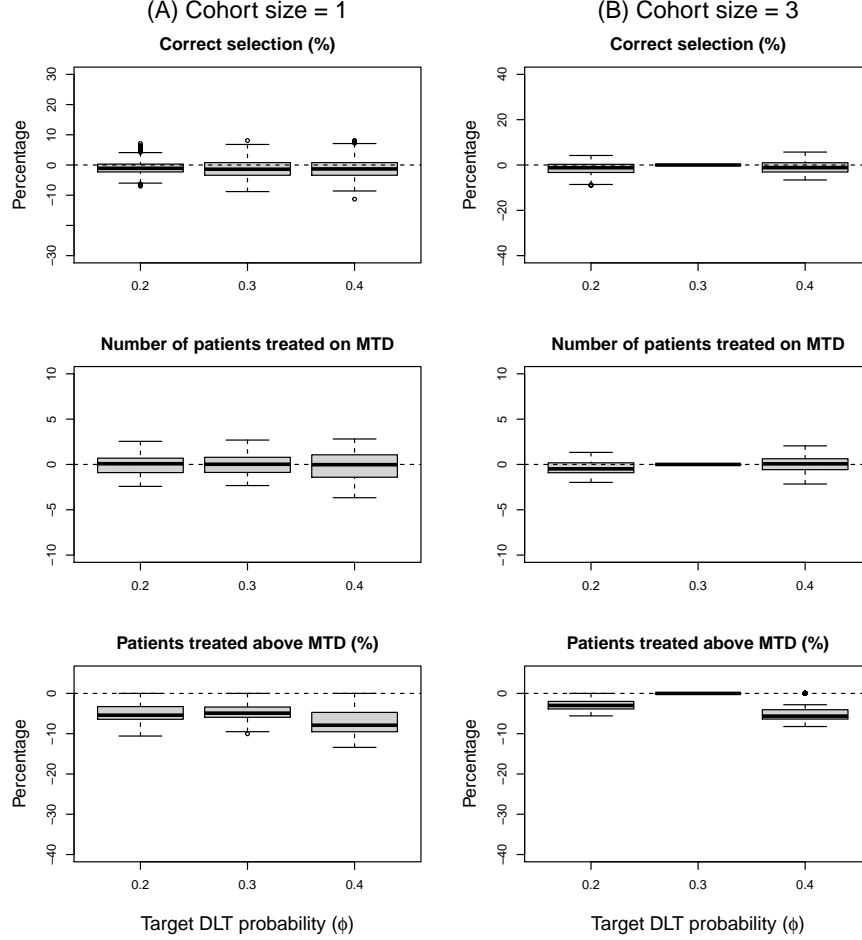 (A) Cohort size = 1
Correct selection (%)
Percentage
30
20
10
0
-10
-30
0.2 0.3 0.4
Number of patients treated on MTD
10
5
0
-5
-10
0.2 0.3 0.4
Patients treated above MTD (%)
Percentage
0
-10
-20
-30
-40
0.2 0.3 0.4
Target DLT probability (ϕ)
(B) Cohort size = 3
Correct selection (%)
Percentage
40
20
0
-20
-40
0.2 0.3 0.4
Number of patients treated on MTD
10
5
0
-5
-10
0.2 0.3 0.4
Patients treated above MTD (%)
Percentage
0
-10
-20
-30
-40
0.2 0.3 0.4
Target DLT probability (ϕ)